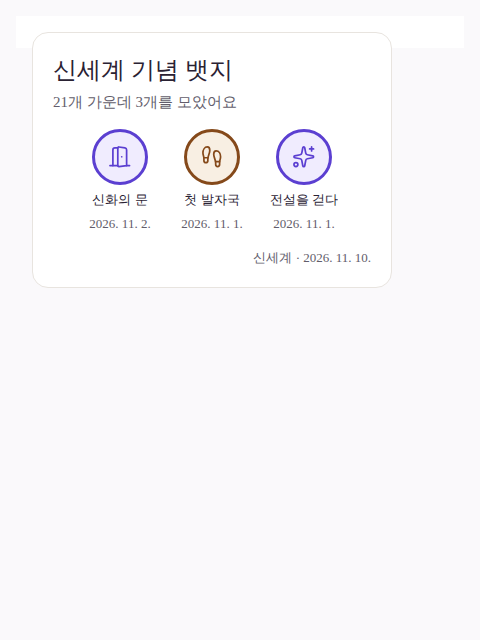 신세계 기념 뱃지
21개 가운데 3개를 모았어요
신화의 문
첫 발자국
전설을 걷다
2026. 11. 2.
2026. 11. 1.
2026. 11. 1.
신세계 · 2026. 11. 10.